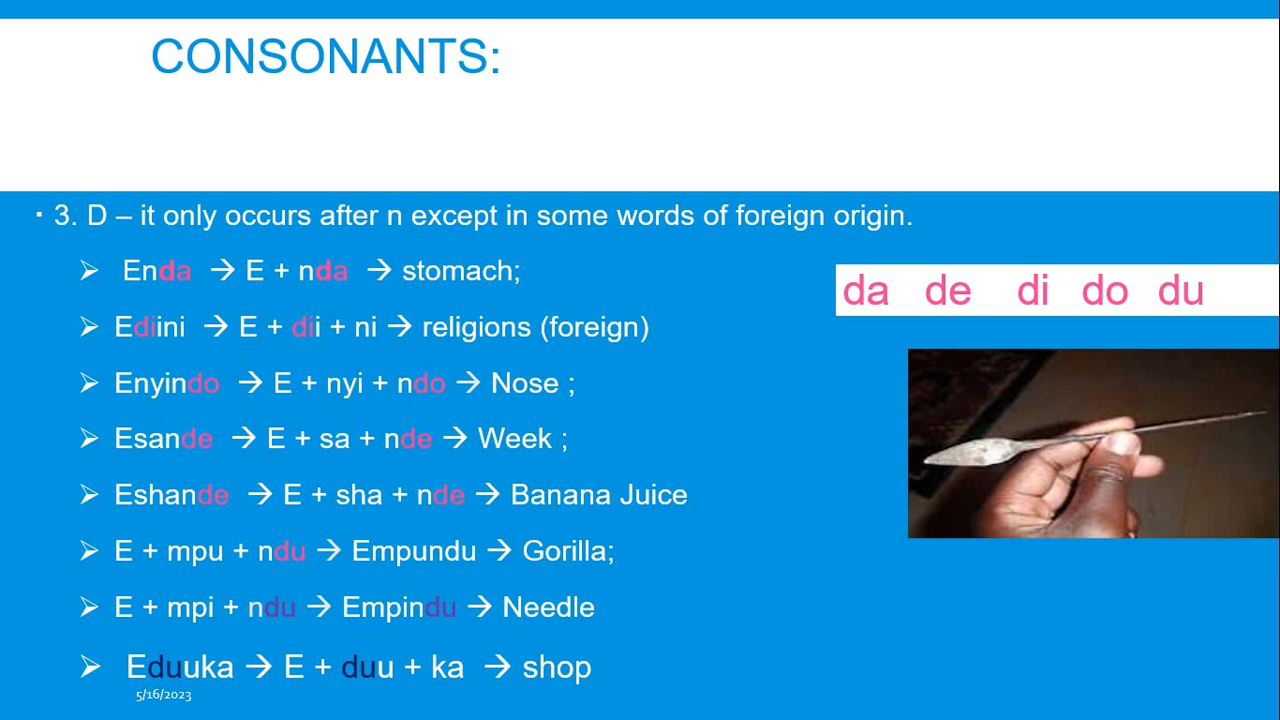 CONSONANTS:
▪ 3. D – it only occurs after n except in some words of foreign origin.
➢ Enda → E + nda → stomach;
➢ Ediini → E + dii + ni → religions (foreign)
➢ Enyindo → E + nyi + ndo → Nose ;
➢ Esande → E + sa + nde → Week ;
➢ Eshande → E + sha + nde → Banana Juice
➢ E + mpu + ndu → Empundu → Gorilla;
➢ E + mpi + ndu → Empindu → Needle
➢ Eduuka → E + duu + ka → shop
da de di do du
5/16/2023